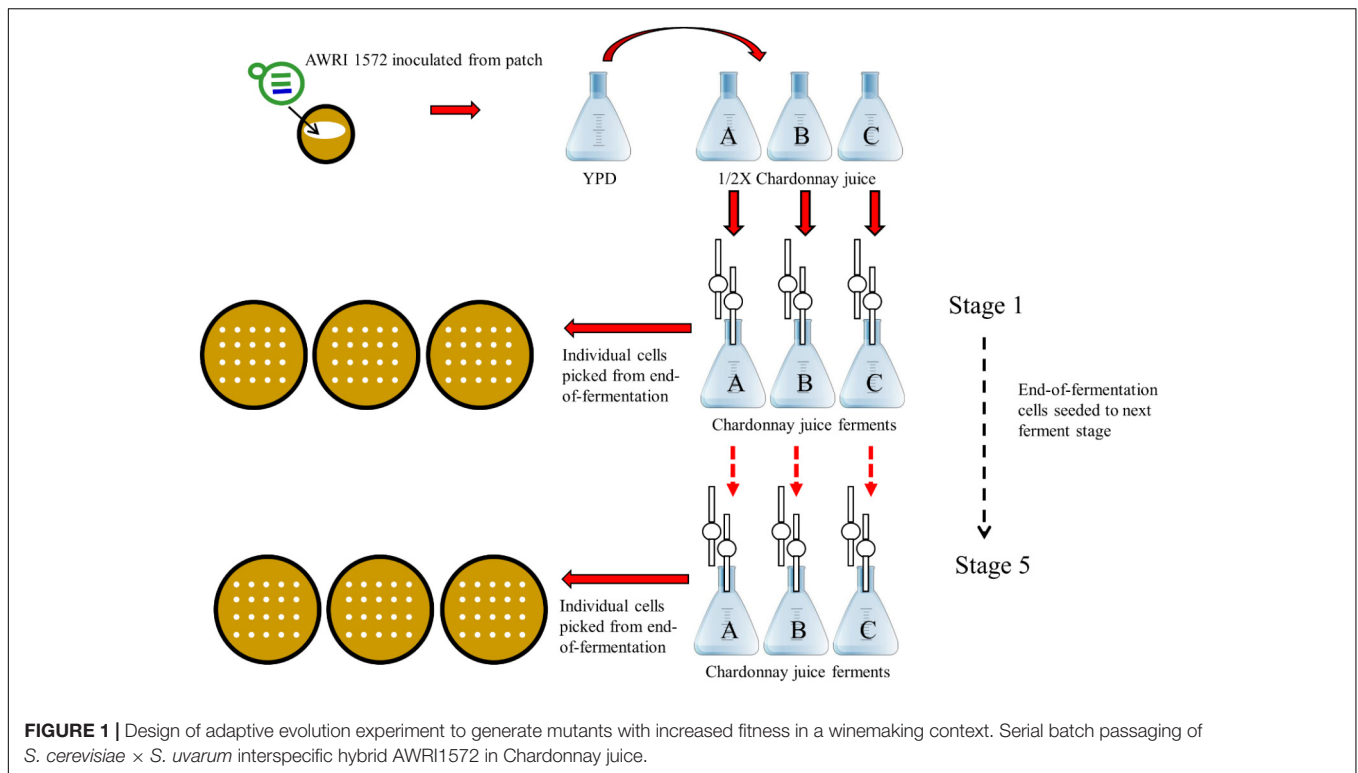 AWRI 1572 inoculated from patch
A
B
C
YPD
1/2X Chardonnay juice
Stage 1
Individual cells
picked from end-
of-fermentation
A
B
C
End-of-fermentation
cells seeded to next
ferment stage
Chardonnay juice ferments
Stage 5
Individual cells
picked from end-
of-fermentation
A
B
C
Chardonnay juice ferments
FIGURE 1 | Design of adaptive evolution experiment to generate mutants with increased fitness in a winemaking context. Serial batch passaging of
S. cerevisiae × S. uvarum interspecific hybrid AWRI1572 in Chardonnay juice.